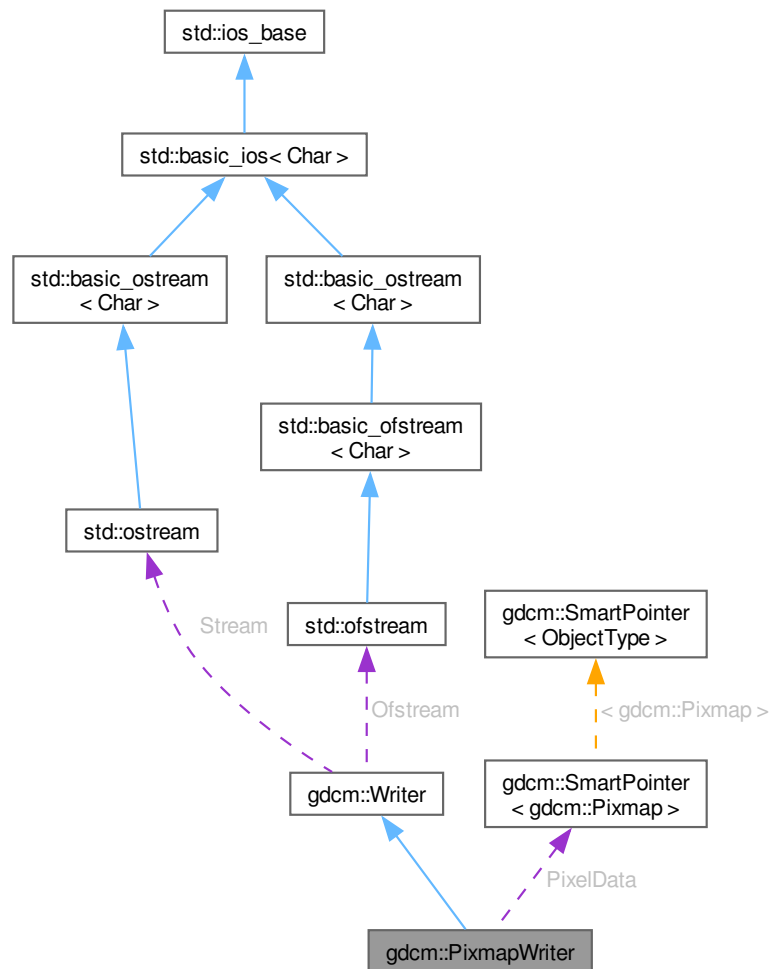 std::ios_base
std::basic_ios< Char >
std::basic_ostream
< Char >
std::basic_ostream
< Char >
std::basic_ofstream
< Char >
std::ostream
std::ofstream
gdcm::SmartPointer
< ObjectType >
Stream
Ofstream
< gdcm::Pixmap >
gdcm::Writer
gdcm::SmartPointer
< gdcm::Pixmap >
PixelData
gdcm::PixmapWriter